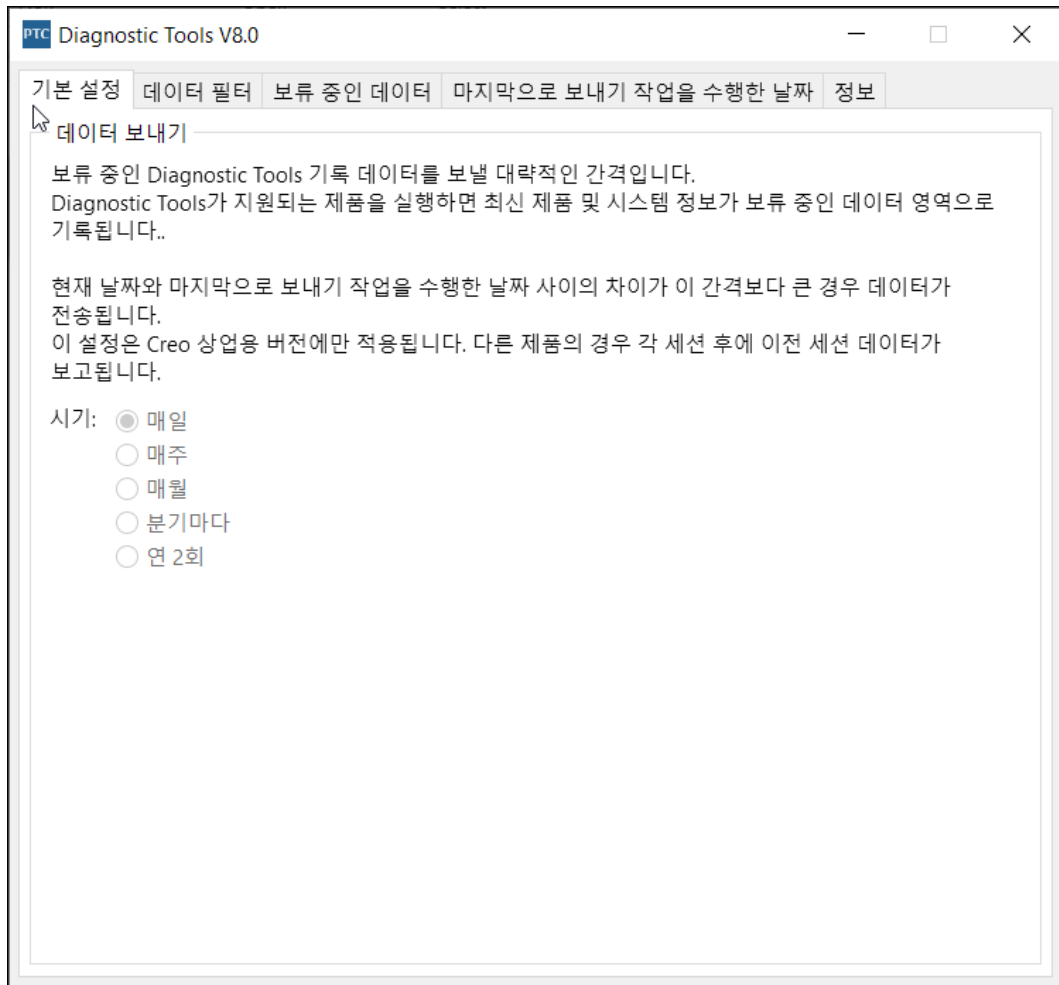 PTC Diagnostic Tools V8.0
기본 설정 데이터 필터 보류 중인 데이터 마지막으로 보내기 작업을 수행한 날짜 정보
데이터 보내기
보류 중인 Diagnostic Tools 기록 데이터를 보낼 대략적인 간격입니다.
Diagnostic Tools가 지원되는 제품을 실행하면 최신 제품 및 시스템 정보가 보류 중인 데이터 영역으로
기록됩니다..
현재 날짜와 마지막으로 보내기 작업을 수행한 날짜 사이의 차이가 이 간격보다 큰 경우 데이터가
전송됩니다.
이 설정은 Creo 상업용 버전에만 적용됩니다. 다른 제품의 경우 각 세션 후에 이전 세션 데이터가
보고됩니다.
시기: 매일
매주
매월
분기마다
연 2회